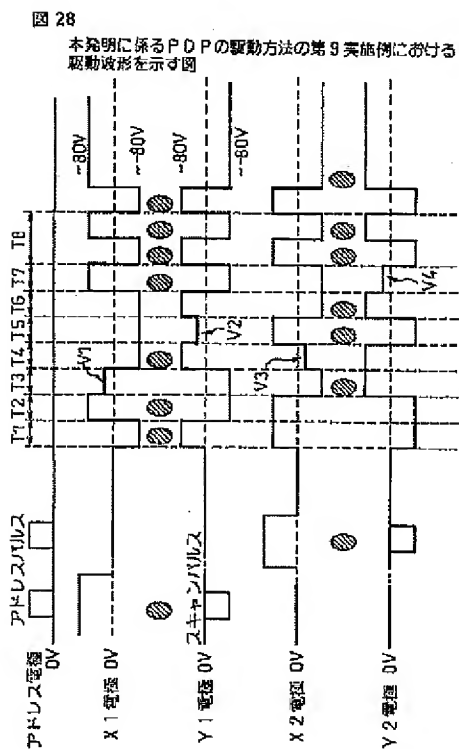 図 28
本発明に係るPDPの駆動方法の第9実施例における
駆動波形を示す図
アドレス電極 0V
アドレスパルス
X1電極 0V
Y1電極 0V
スキャンパルス
X2電極 0V
Y2電極 0V
T1
T2
T3
T4
T5
T6
T7
T8
V1
V2
V3
V4
~80V
~-80V
~80V
~-80V